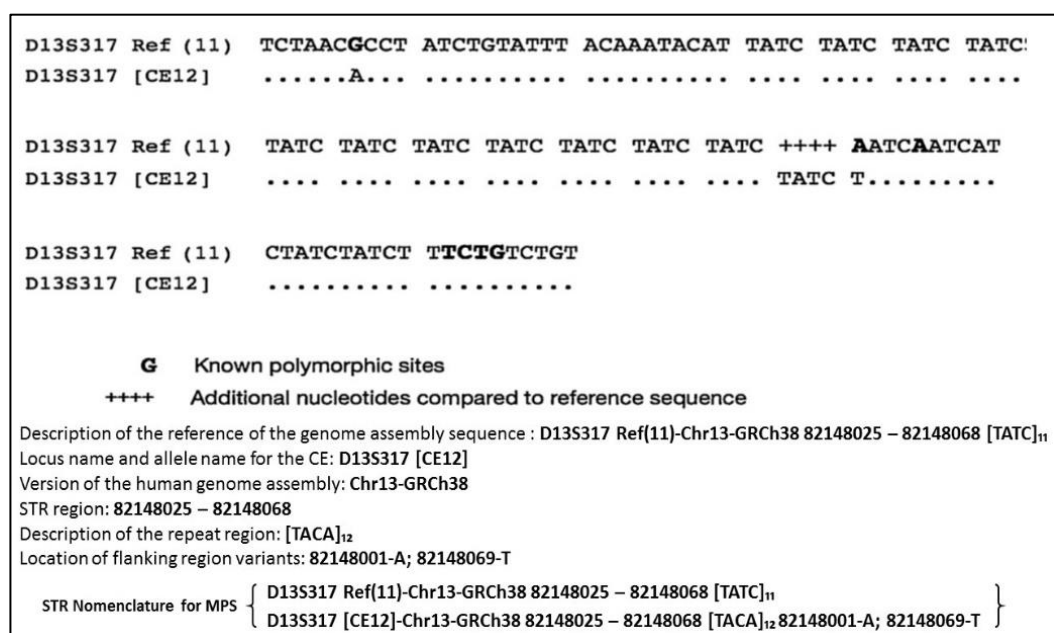 D13S317 Ref (11) TCTAACGCCT ATCTGTATTT ACAAATACAT TATC TATC TATC TATC:
D13S317 [CE12] ......A... .......... .......... .... .... .... ....
D13S317 Ref (11) TATC TATC TATC TATC TATC TATC TATC ++++ AATCAATCAT
D13S317 [CE12] .... .... .... .... .... .... .... TATC T.........
D13S317 Ref (11) CTATCTATCT TTCTGTCTGT
D13S317 [CE12] .......... ..........
G Known polymorphic sites
++++ Additional nucleotides compared to reference sequence
Description of the reference of the genome assembly sequence : D13S317 Ref(11)-Chr13-GRCh38 82148025 – 82148068 [TATC]₁₁
Locus name and allele name for the CE: D13S317 [CE12]
Version of the human genome assembly: Chr13-GRCh38
STR region: 82148025 – 82148068
Description of the repeat region: [TACA]₁₂
Location of flanking region variants: 82148001-A; 82148069-T
D13S317 Ref(11)-Chr13-GRCh38 82148025 – 82148068 [TATC]₁₁
STR Nomenclature for MPS
D13S317 [CE12]-Chr13-GRCh38 82148025 – 82148068 [TACA]₁₂ 82148001-A; 82148069-T